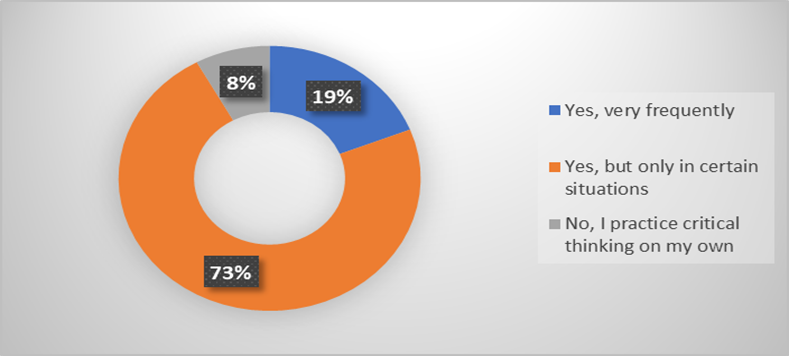 8%
19%
73%
Yes, very frequently
Yes, but only in certain
situations
No, I practice critical
thinking on my own